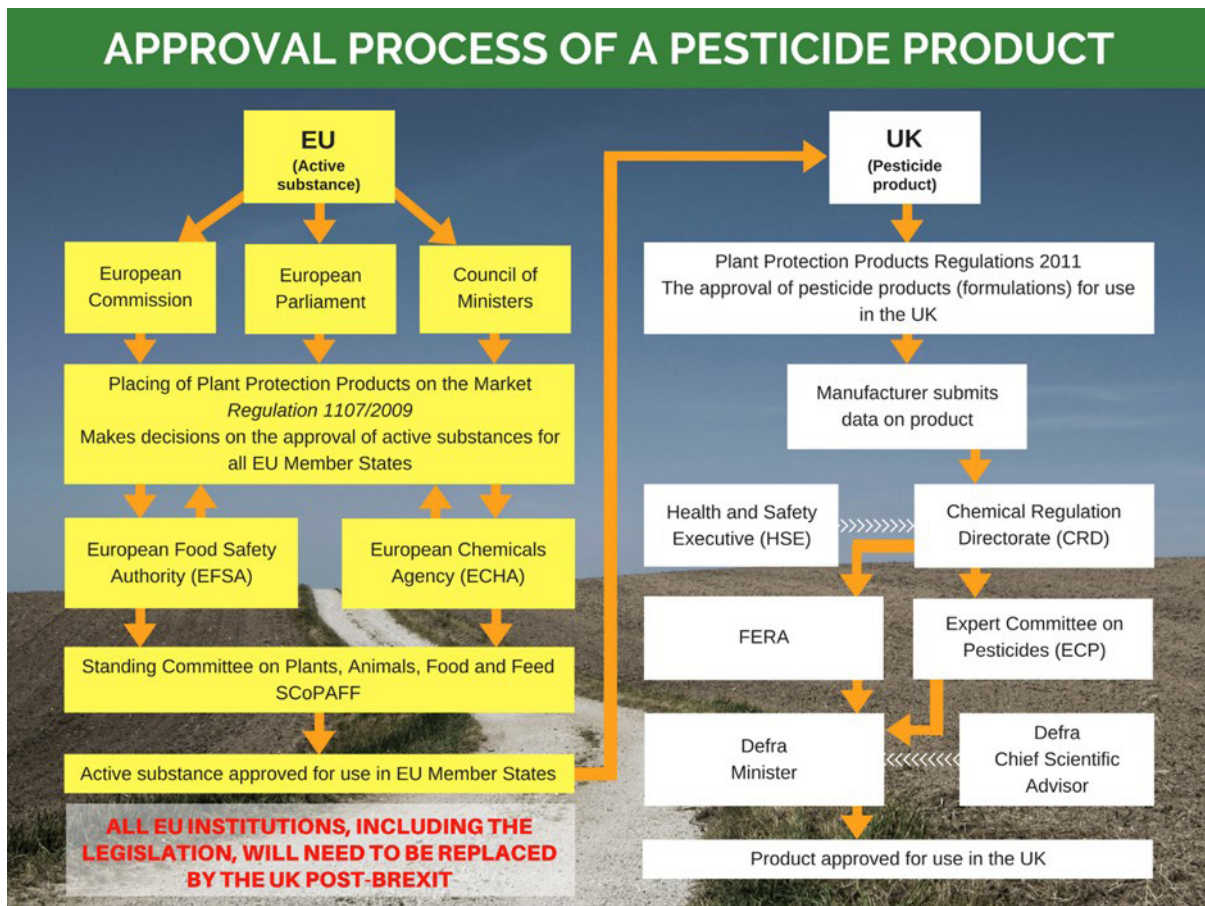 APPROVAL PROCESS OF A PESTICIDE PRODUCT
EU
(Active
substance)
European
Commission
European
Parliament
Council of
Ministers
Placing of Plant Protection Products on the Market
Regulation 1107/2009
Makes decisions on the approval of active substances for
all EU Member States
European Food Safety
Authority (EFSA)
European Chemicals
Agency (ECHA)
Standing Committee on Plants, Animals, Food and Feed
SCoPAFF
Active substance approved for use in EU Member States
ALL EU INSTITUTIONS, INCLUDING THE
LEGISLATION, WILL NEED TO BE REPLACED
BY THE UK POST-BREXIT
UK
(Pesticide
product)
Plant Protection Products Regulations 2011
The approval of pesticide products (formulations) for use
in the UK
Manufacturer submits
data on product
Health and Safety
Executive (HSE)
Chemical Regulation
Directorate (CRD)
FERA
Expert Committee on
Pesticides (ECP)
Defra
Minister
Defra
Chief Scientific
Advisor
Product approved for use in the UK